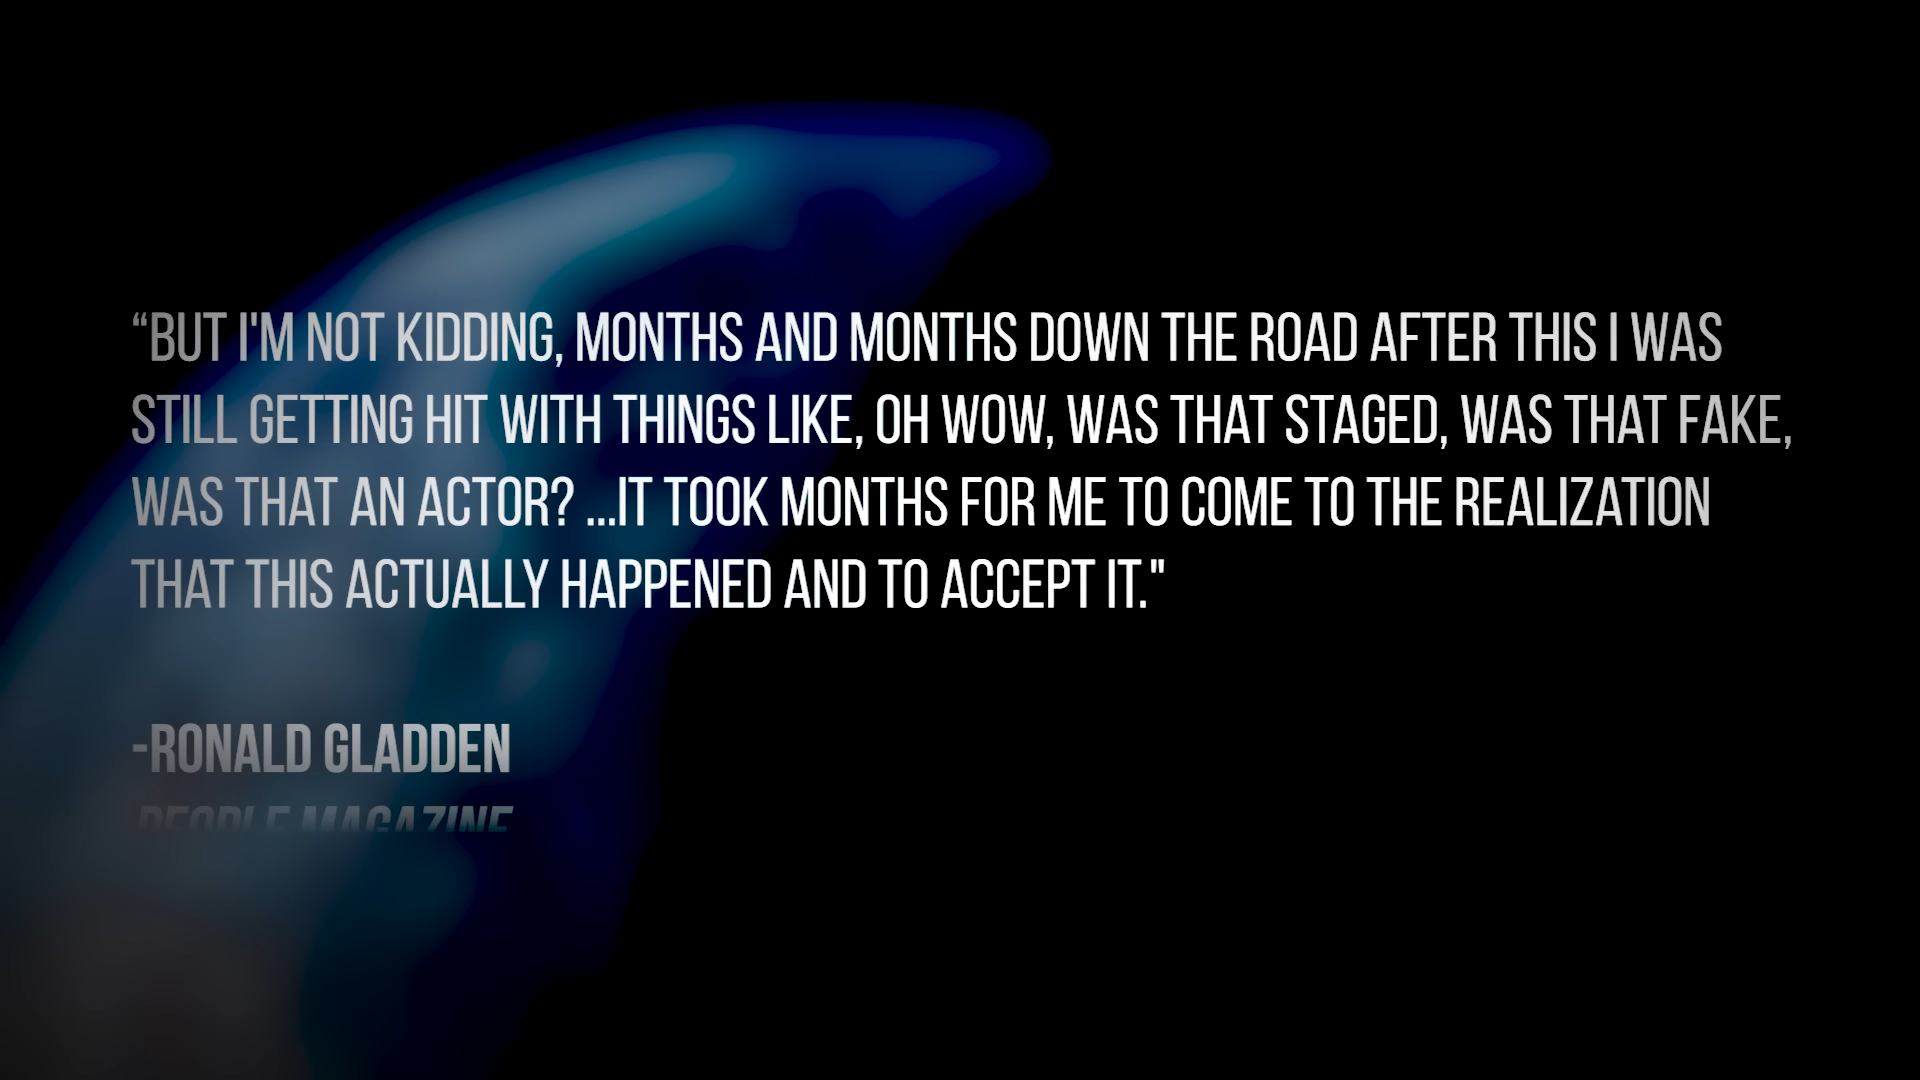 “BUT I'M NOT KIDDING, MONTHS AND MONTHS DOWN THE ROAD AFTER THIS I WAS
STILL GETTING HIT WITH THINGS LIKE, OH WOW, WAS THAT STAGED, WAS THAT FAKE,
WAS THAT AN ACTOR? ...IT TOOK MONTHS FOR ME TO COME TO THE REALIZATION
THAT THIS ACTUALLY HAPPENED AND TO ACCEPT IT."
-RONALD GLADDEN
PEOPLE MAGAZINE